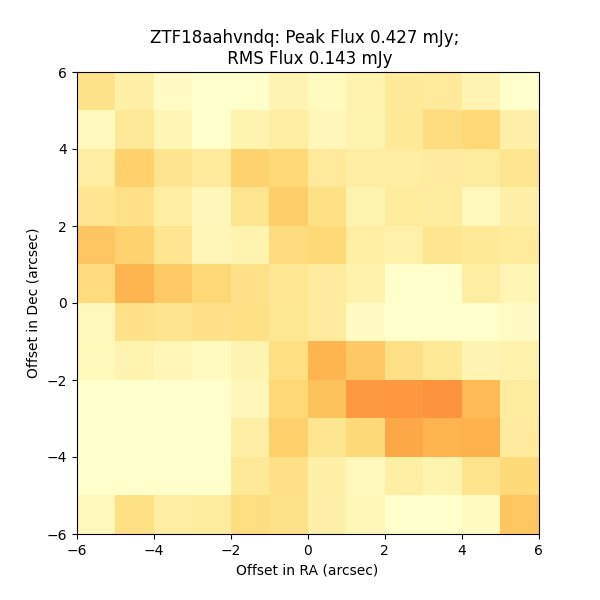 ZTF18aahvndq: Peak Flux 0.427 mJy;
RMS Flux 0.143 mJy
6
4
2
0
−2
−4
−6
Offset in Dec (arcsec)
−6 −4 −2 0 2 4 6
Offset in RA (arcsec)